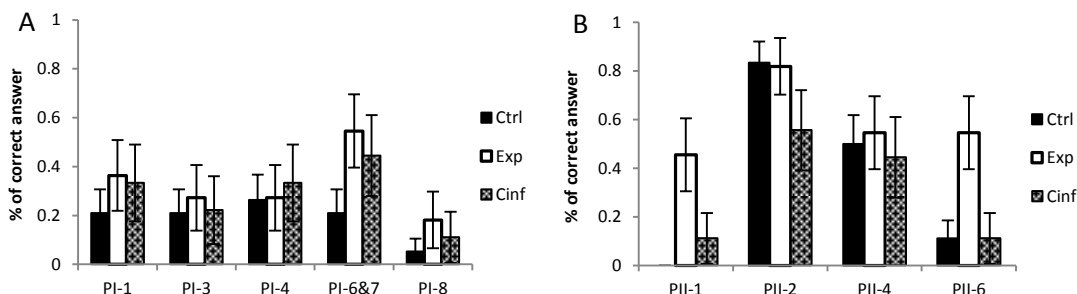 A
% of correct answer
1
0.8
0.6
0.4
0.2
0
PI-1 PI-3 PI-4 PI-6&7 PI-8
Ctrl
Exp
Cinf
B
% of correct answer
1
0.8
0.6
0.4
0.2
0
PII-1 PII-2 PII-4 PII-6
Ctrl
Exp
Cinf